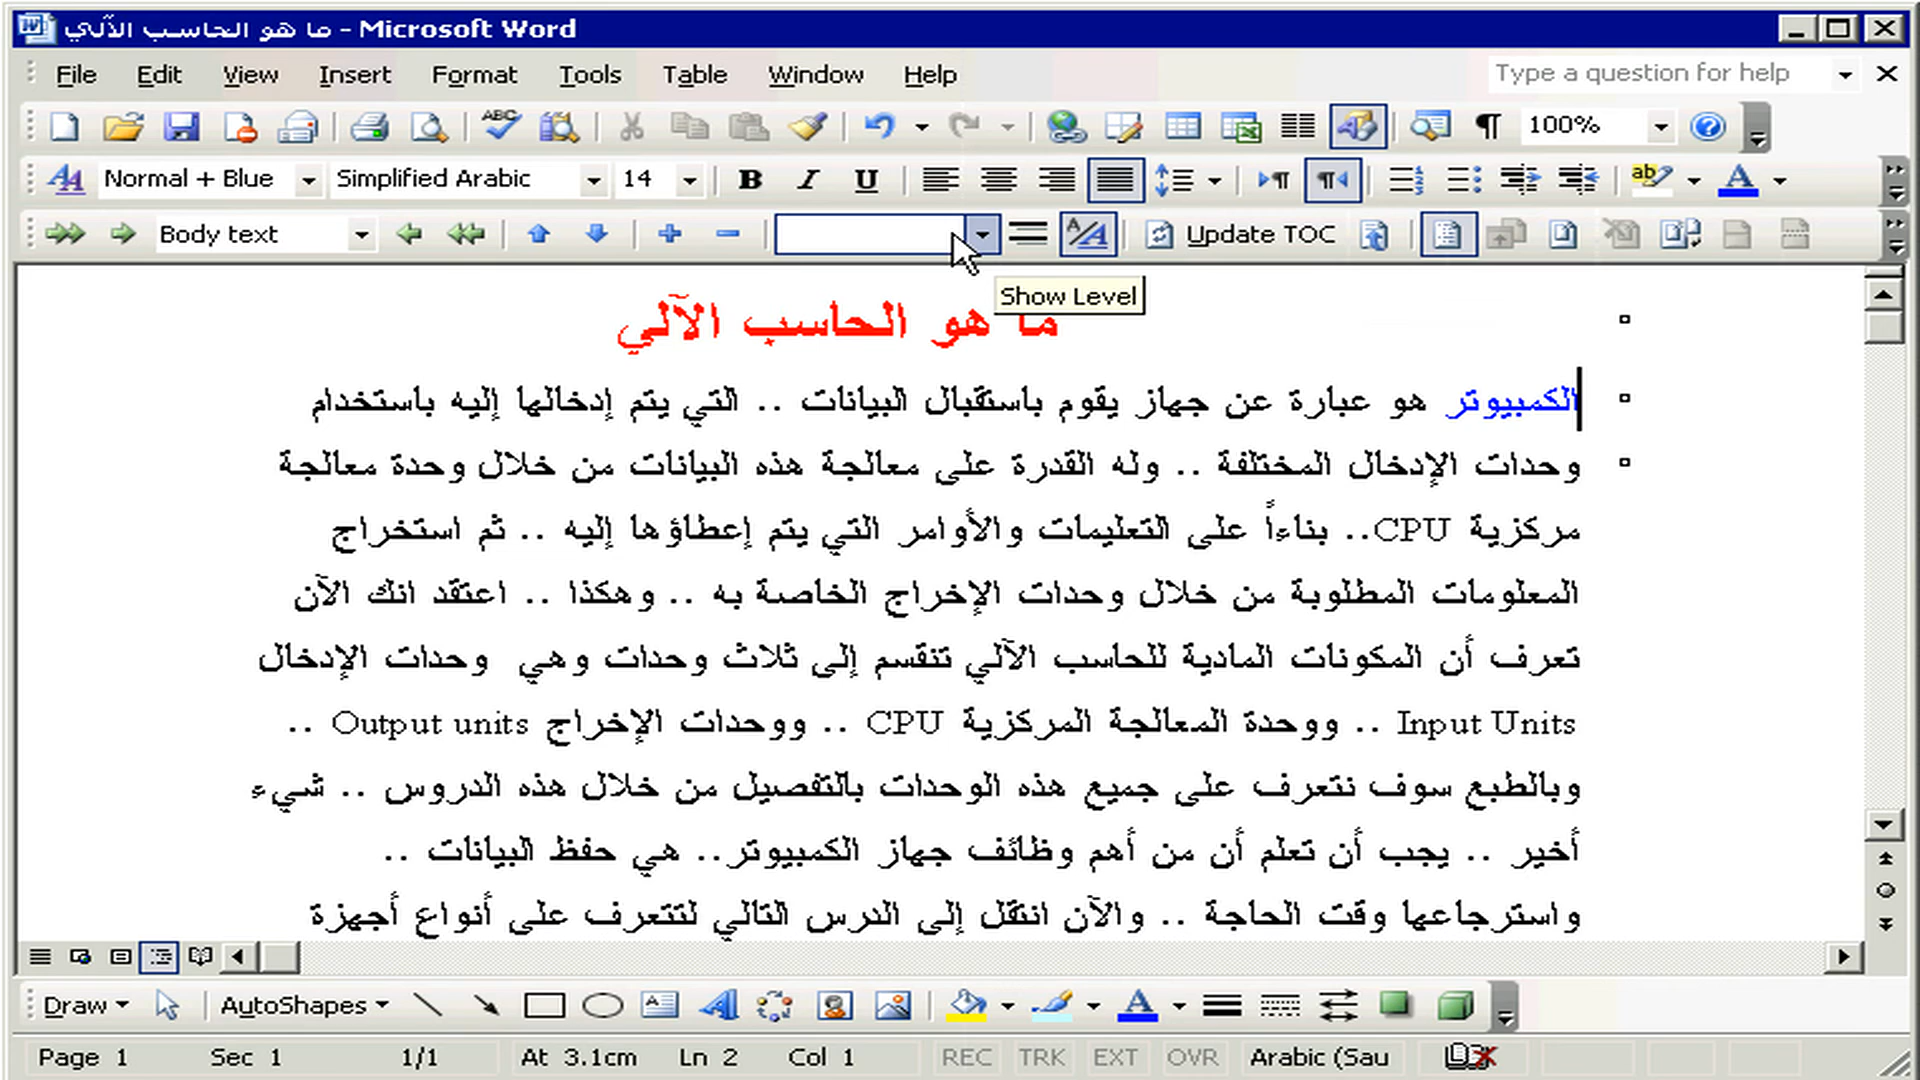 ما هو الحاسب الآلي - Microsoft Word
File Edit View Insert Format Tools Table Window Help Type a question for help
100%
Normal + Blue Simplified Arabic 14 B I U
Body text Update TOC
Show Level
ما هو الحاسب الآلي
الكمبيوتر هو عبارة عن جهاز يقوم باستقبال البيانات .. التي يتم إدخالها إليه باستخدام
وحدات الإدخال المختلفة .. وله القدرة على معالجة هذه البيانات من خلال وحدة معالجة
مركزية CPU.. بناءاً على التعليمات والأوامر التي يتم إعطاؤها إليه .. ثم استخراج
المعلومات المطلوبة من خلال وحدات الإخراج الخاصة به .. وهكذا .. اعتقد انك الآن
تعرف أن المكونات المادية للحاسب الآلي تنقسم إلى ثلاث وحدات وهي وحدات الإدخال
Input Units .. ووحدة المعالجة المركزية CPU .. ووحدات الإخراج Output units ..
وبالطبع سوف نتعرف على جميع هذه الوحدات بالتفصيل من خلال هذه الدروس .. شيء
أخير .. يجب أن تعلم أن من أهم وظائف جهاز الكمبيوتر.. هي حفظ البيانات ..
واسترجاعها وقت الحاجة .. والآن انتقل إلى الدرس التالي لتتعرف على أنواع أجهزة
Draw AutoShapes
Page 1 Sec 1 1/1 At 3.1cm Ln 2 Col 1 REC TRK EXT OVR Arabic (Sau